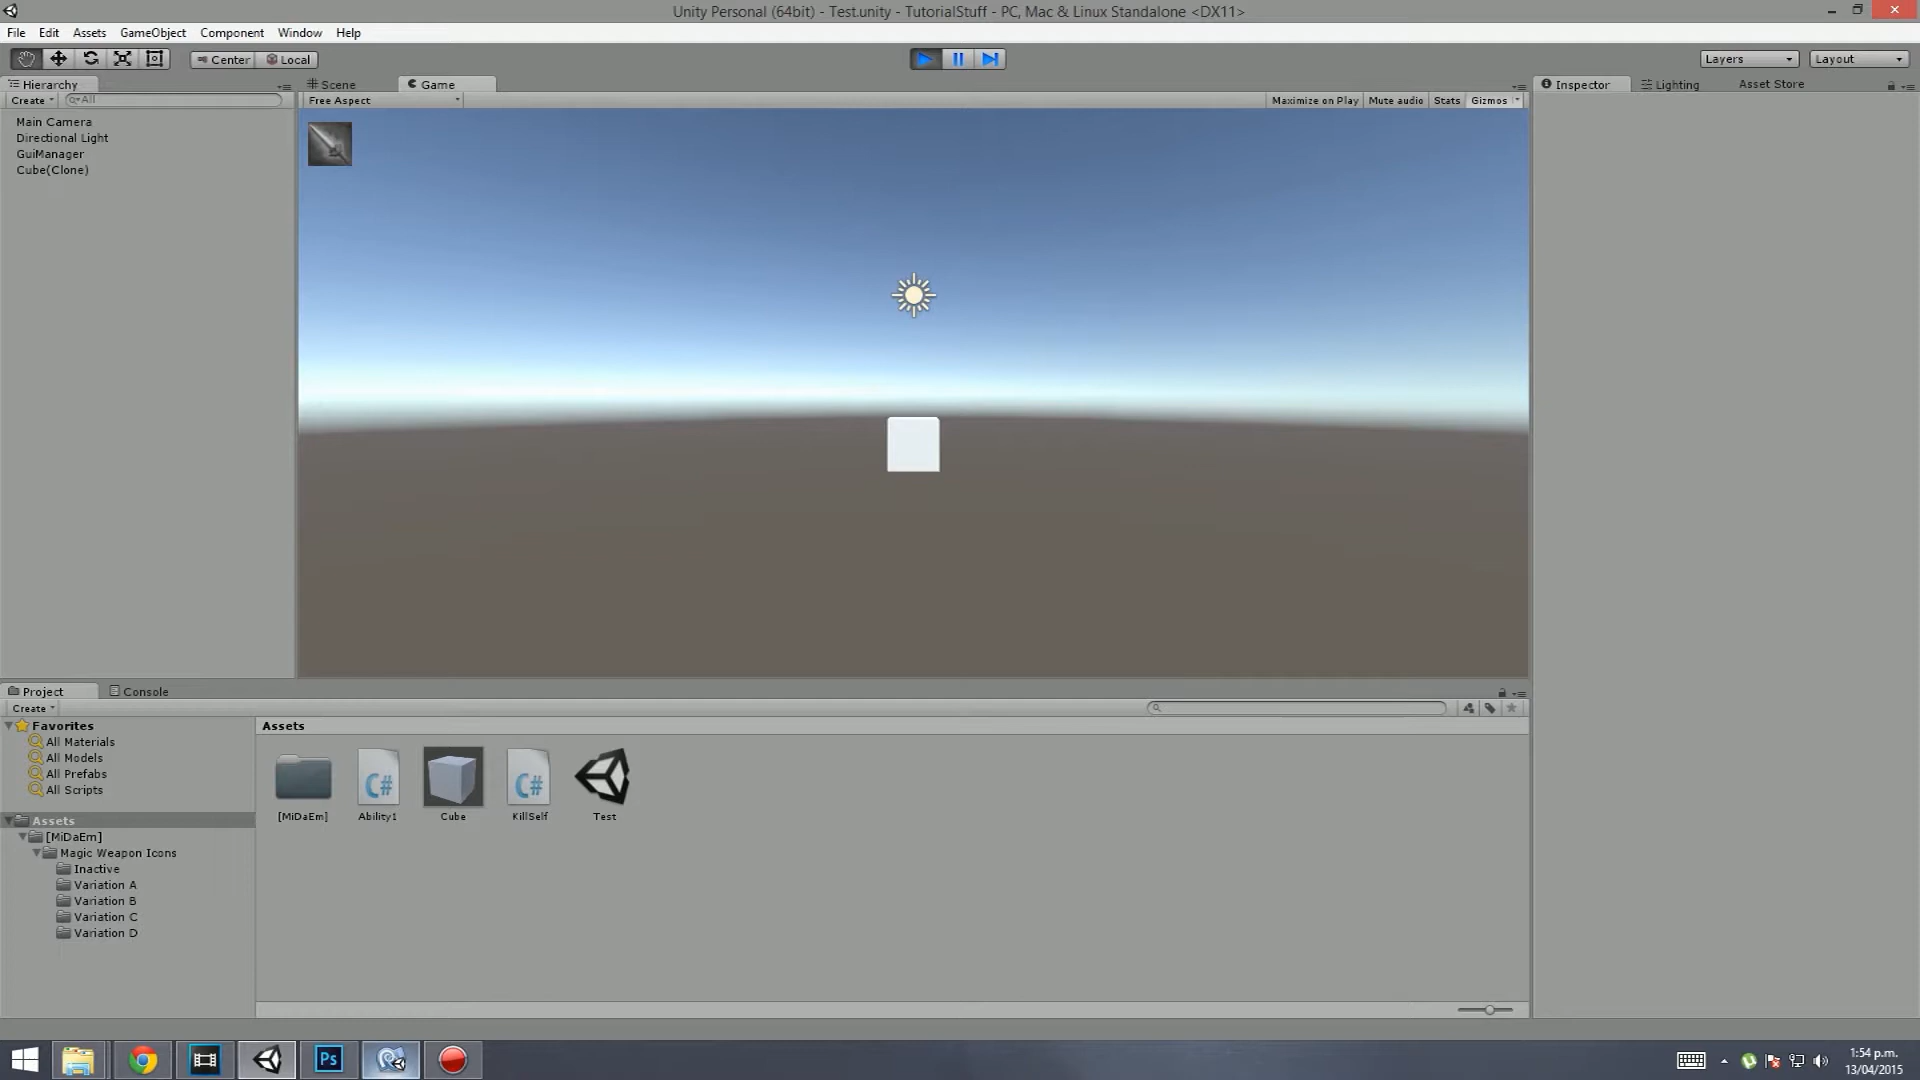 Unity Personal (64bit) - Test.unity - TutorialStuff - PC, Mac & Linux Standalone <DX11>
File Edit Assets GameObject Component Window Help
Center Local Layers Layout
Hierarchy Scene Game Inspector Lighting Asset Store
Create All Free Aspect Maximize on Play Mute audio Stats Gizmos
Main Camera
Directional Light
GuiManager
Cube(Clone)
Project Console
Create
Favorites Assets
All Materials
All Models
All Prefabs
All Scripts
[MiDaEm] Ability1 Cube KillSelf Test
C# C#
Assets
[MiDaEm]
Magic Weapon Icons
Inactive
Variation A
Variation B
Variation C
Variation D
Ps
1:54 p.m.
13/04/2015